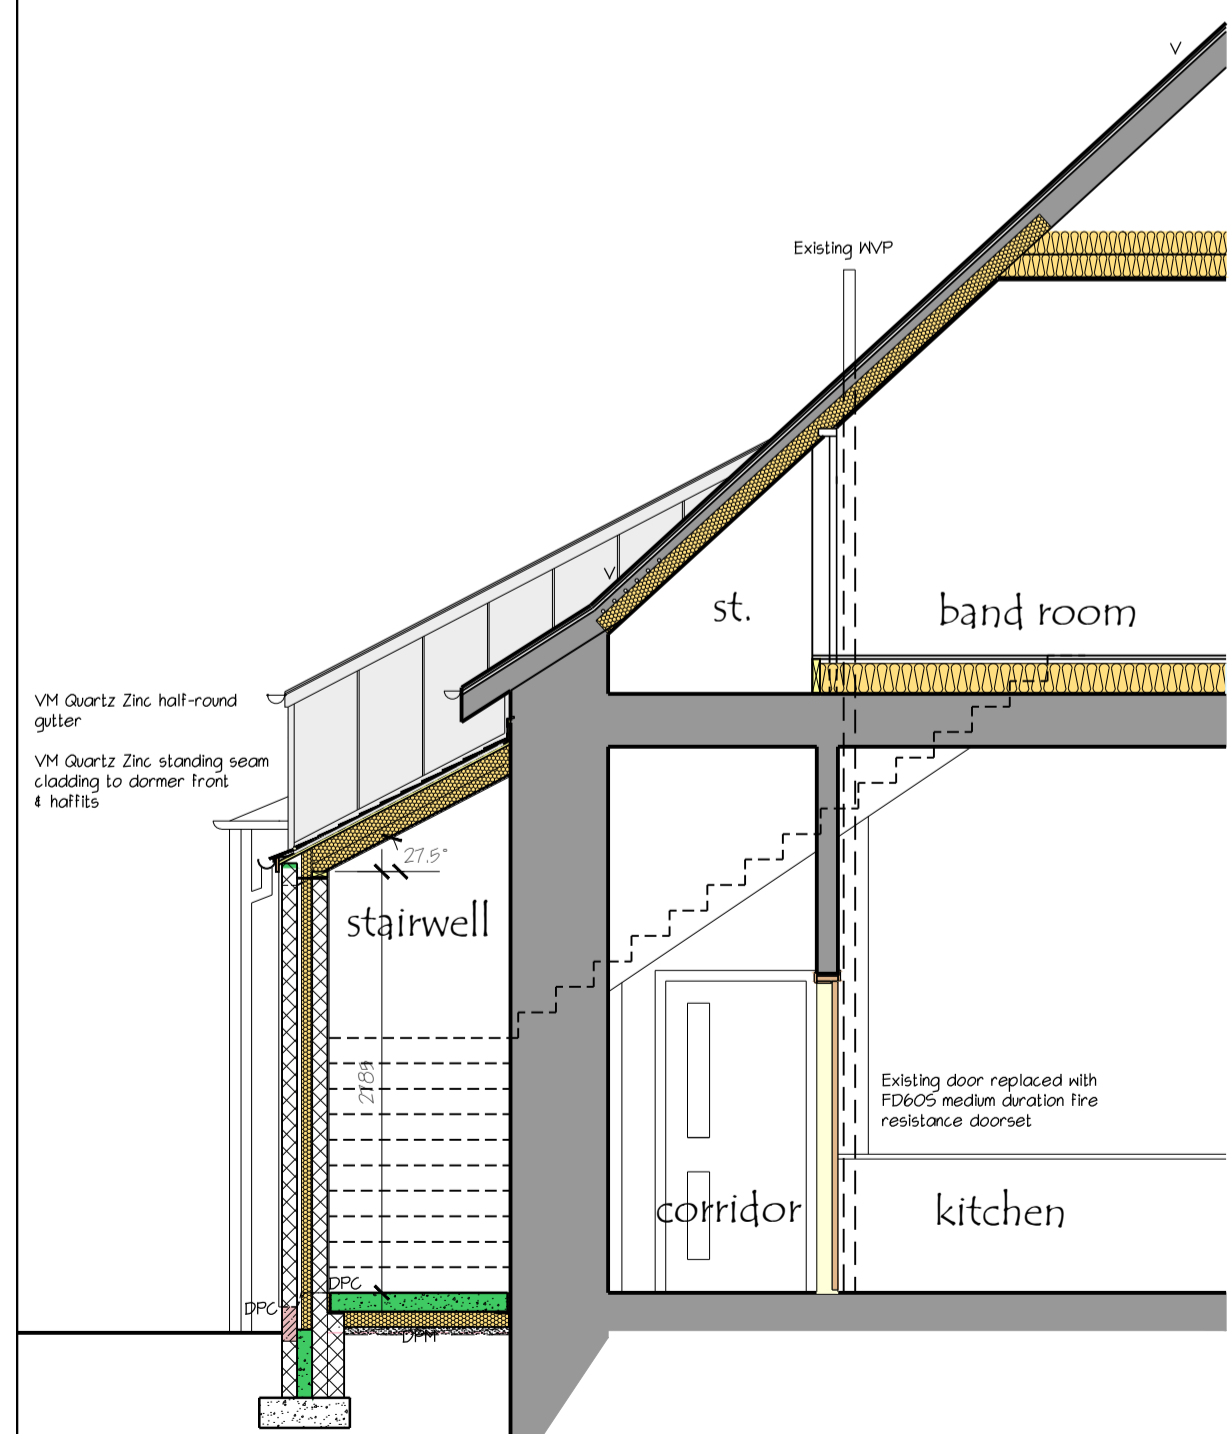 V
Existing WVP
V
st.
band room
VM Quartz Zinc half-round
gutter
VM Quartz Zinc standing seam
cladding to dormer front
& haffits
27.5°
stairwell
2785
Existing door replaced with
FD60S medium duration fire
resistance doorset
corridor
kitchen
DPC
DPC
DPM